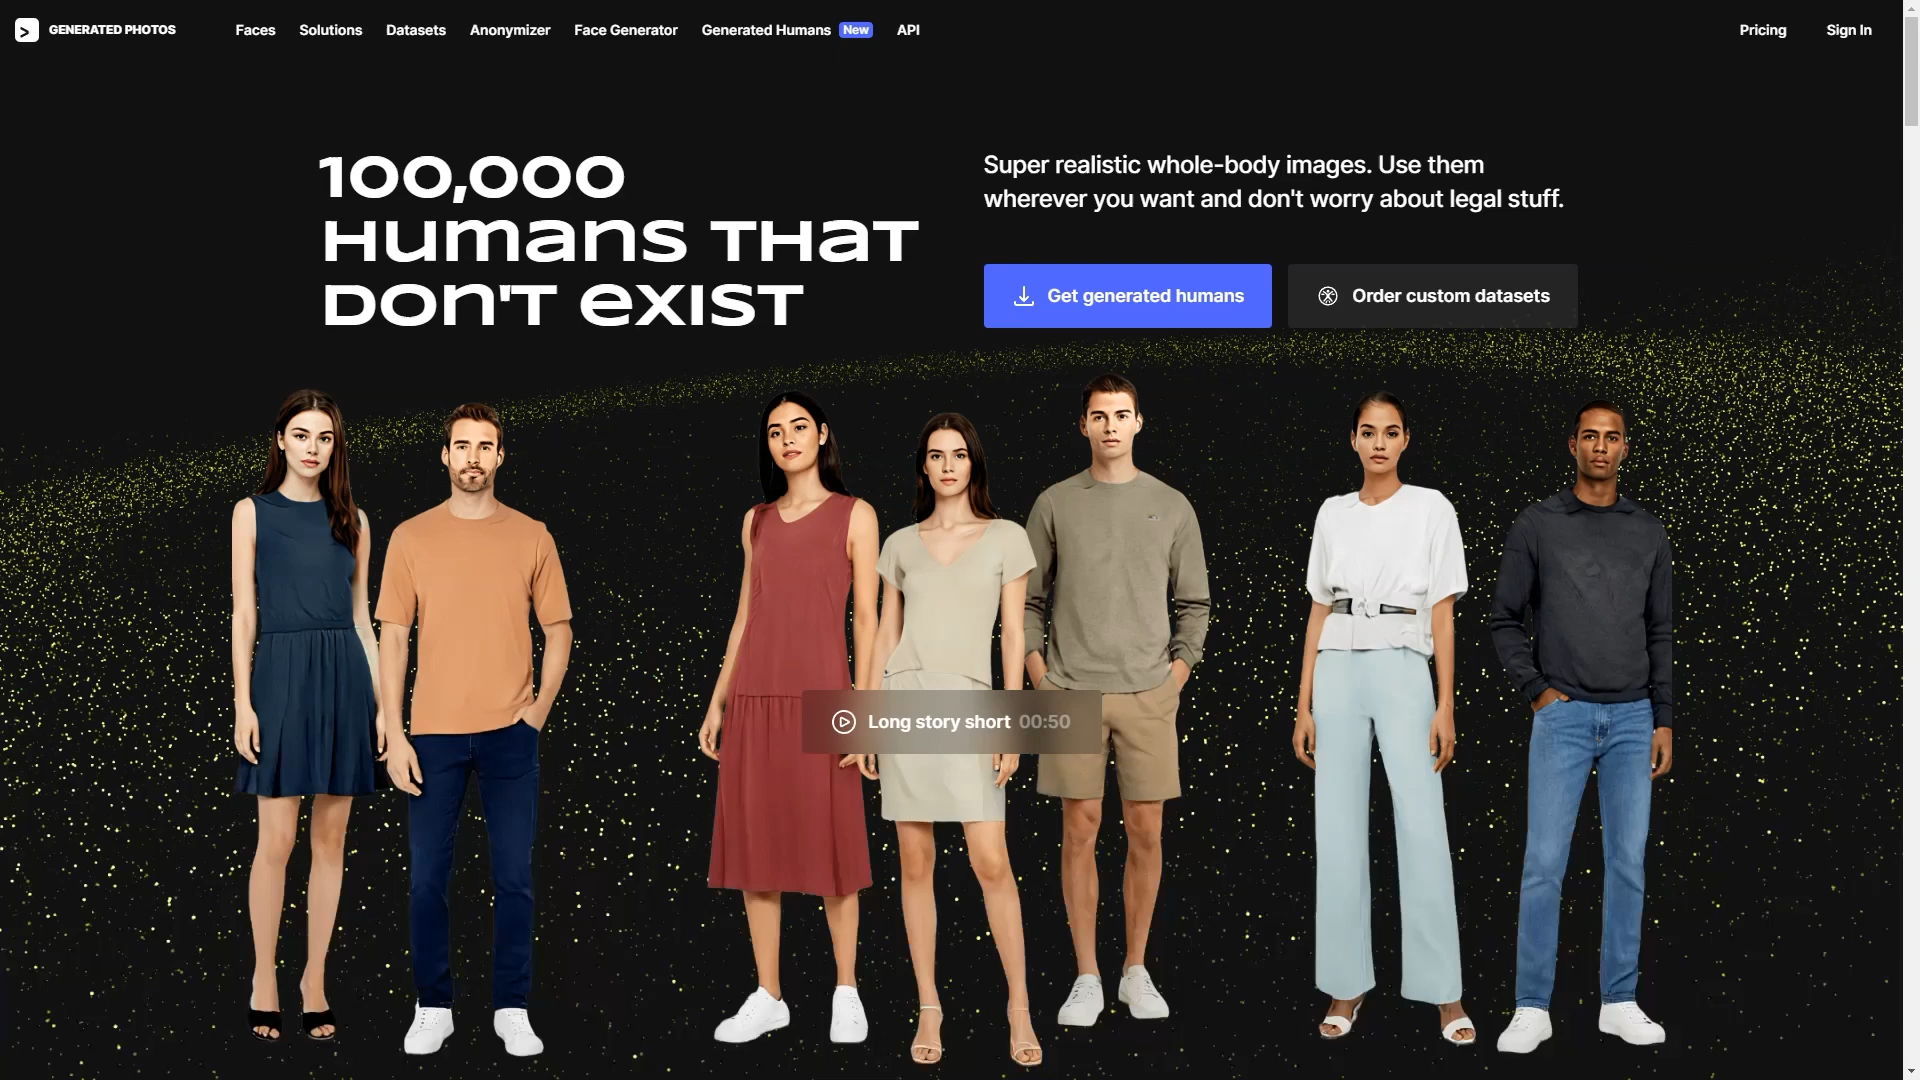 GENERATED PHOTOS
Faces
Solutions
Datasets
Anonymizer
Face Generator
Generated Humans New
API
Pricing
Sign In
100,000
Humans that
Don't exist
Super realistic whole-body images. Use them
wherever you want and don't worry about legal stuff.
Get generated humans
Order custom datasets
Long story short 00:50